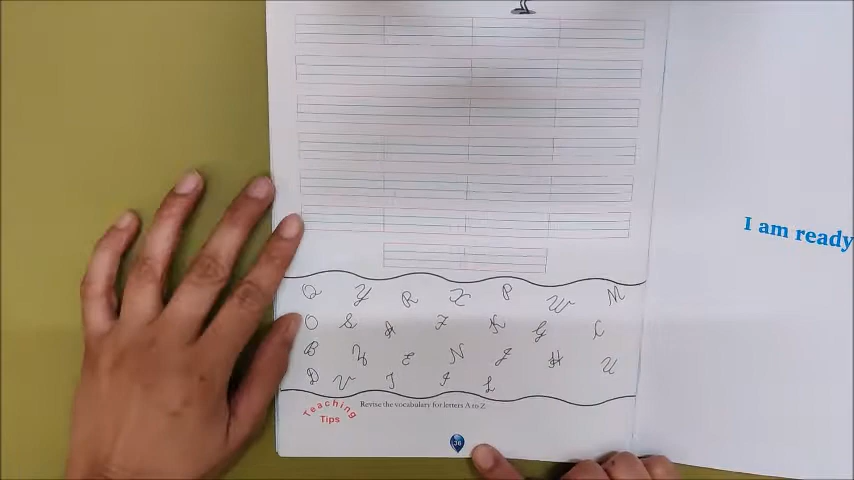 Q Y R X P W M
O S A Z K G C
B Y E N J H U
D V T I L
Teaching Tips
Revise the vocabulary for letters A to Z
36
I am ready